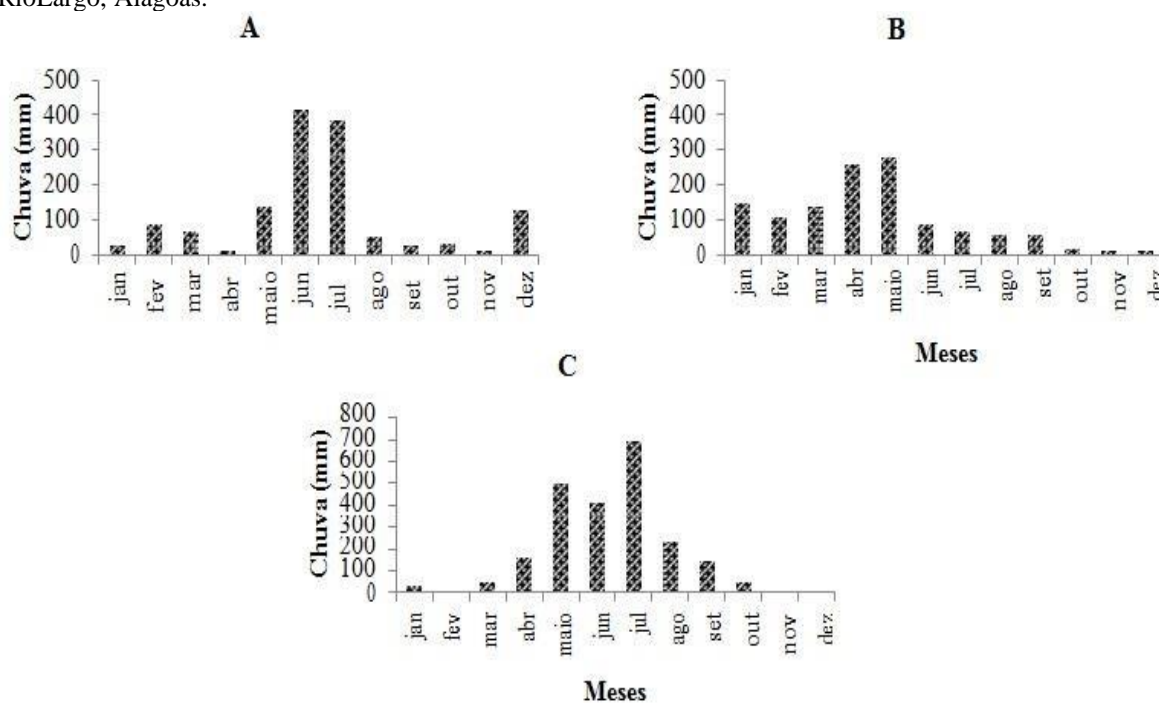 RioLargo, Alagoas.
A
Chuva (mm)
500
400
300
200
100
0
jan fev mar abr maio jun jul ago set out nov dez
B
Chuva (mm)
500
400
300
200
100
0
jan fev mar abr maio jun jul ago set out nov dez
Meses
C
Chuva (mm)
800
700
600
500
400
300
200
100
0
jan fev mar abr maio jun jul ago set out nov dez
Meses